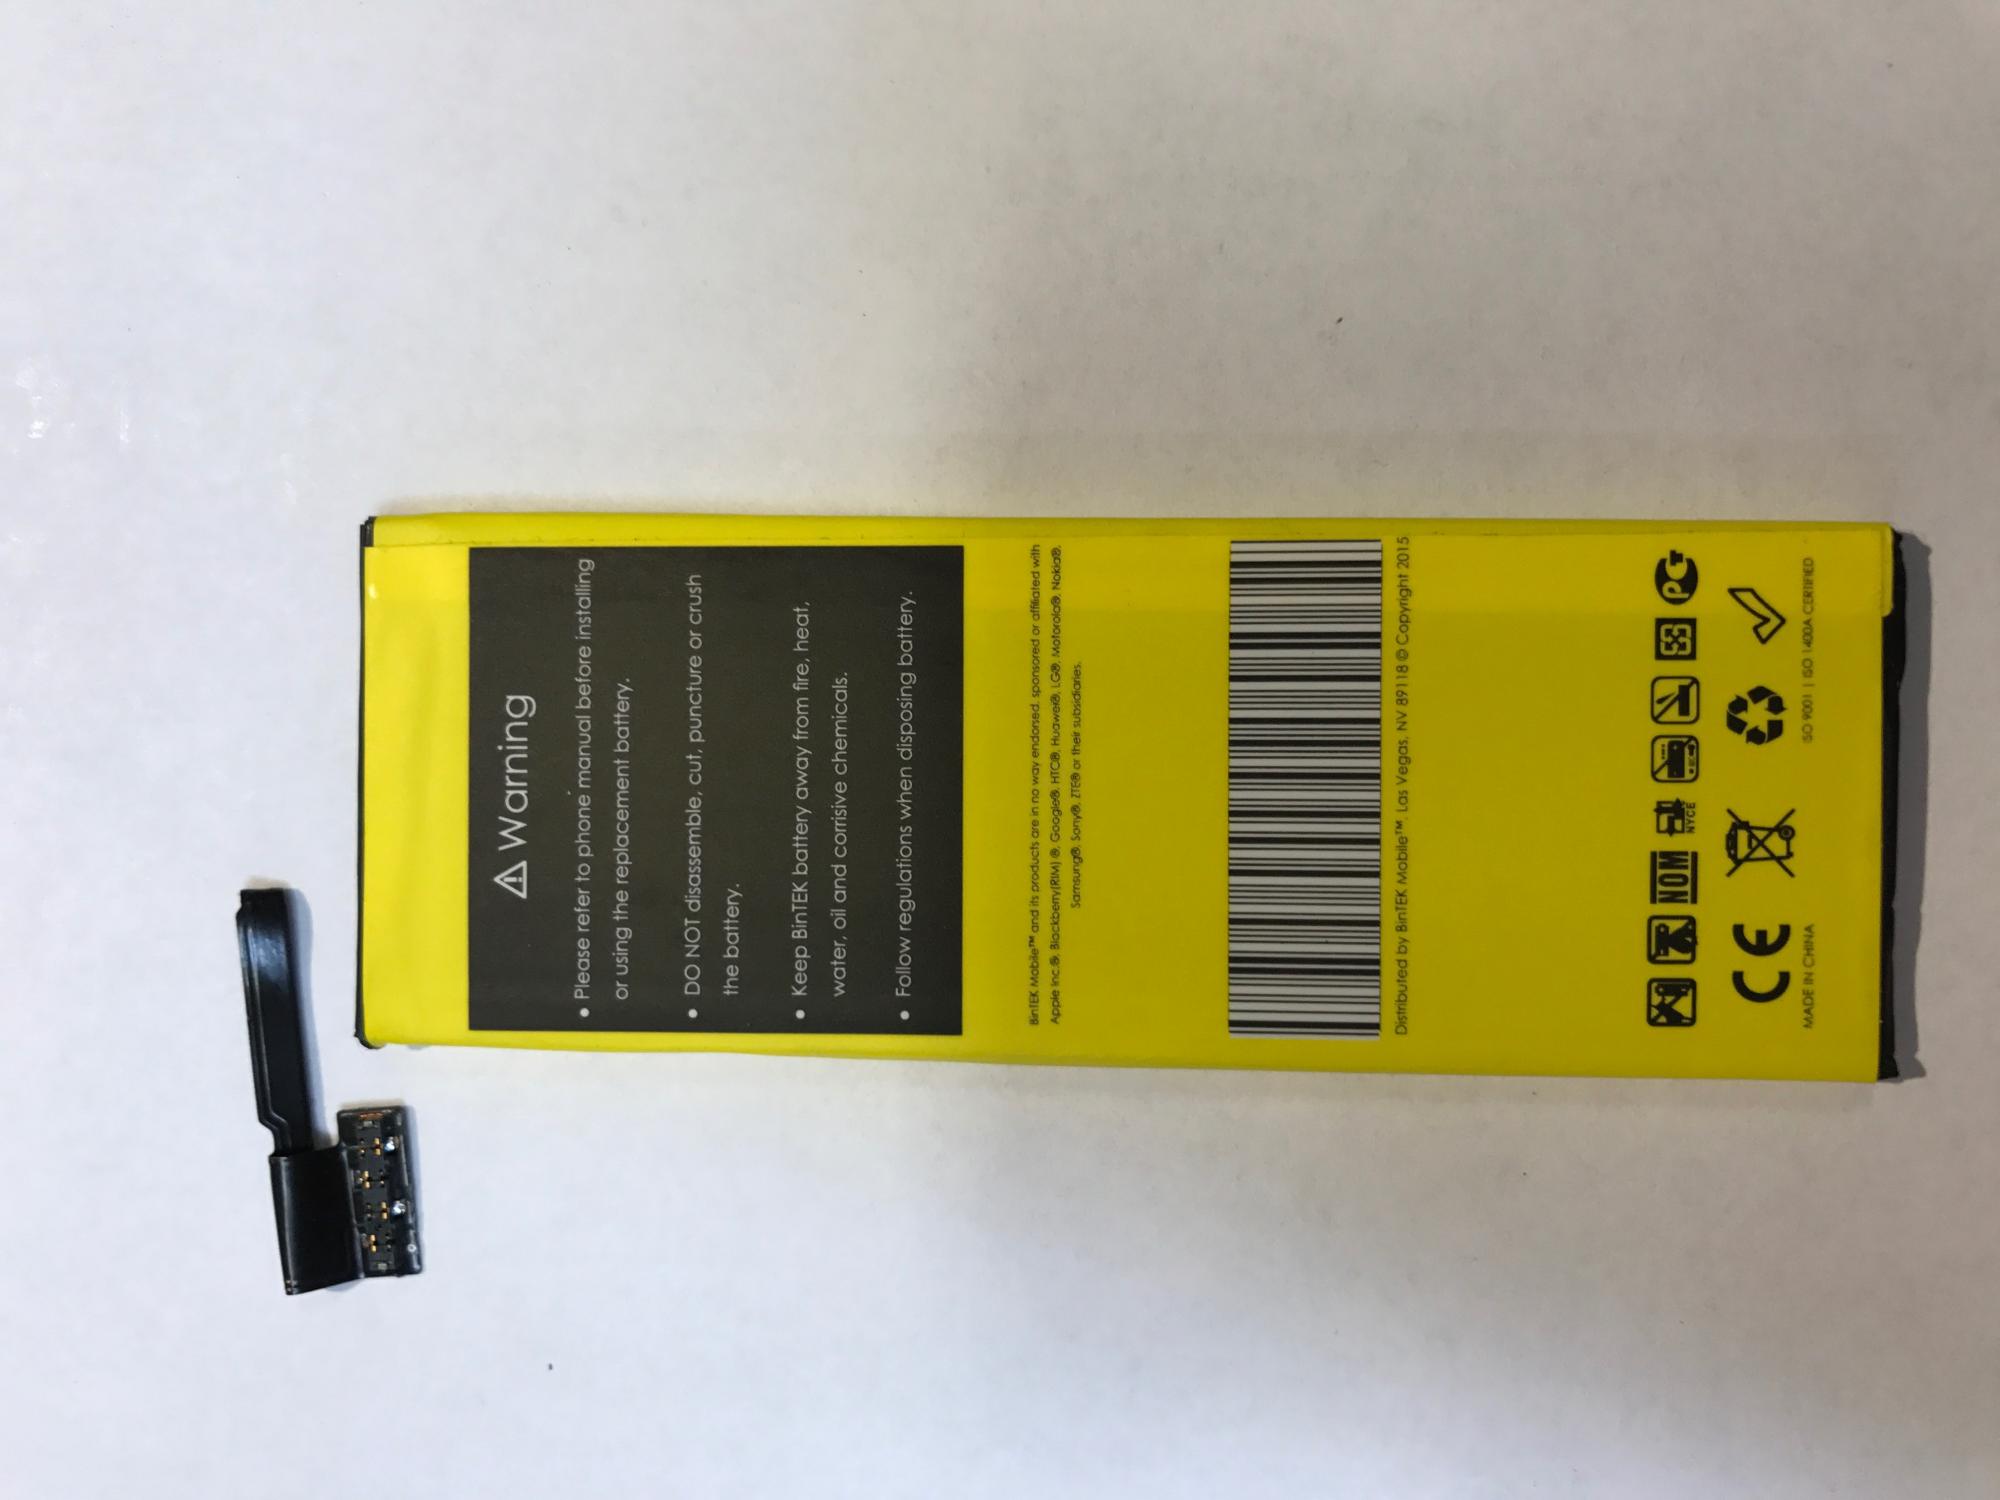 ⚠ Warning
• Please refer to phone manual before installing
or using the replacement battery.
• DO NOT disassemble, cut, puncture or crush
the battery.
• Keep BinTEK battery away from fire, heat,
water, oil and corrisive chemicals.
• Follow regulations when disposing battery.
BinTEK Mobile™ and its products are in no way endorsed, sponsored or affiliated with
Apple Inc.®, Blackberry(RIM) ®, Google®, HTC®, Huawei®, LG®, Motorola®, Nokia®,
Samsung®, Sony®, ZTE® or their subsidiaries.
Distributed by BinTEK Mobile™, Las Vegas, NV 89118 © Copyright 2015
NOM NYCE PCT
CE
MADE IN CHINA ISO 9001 | ISO 1400A CERTIFIED